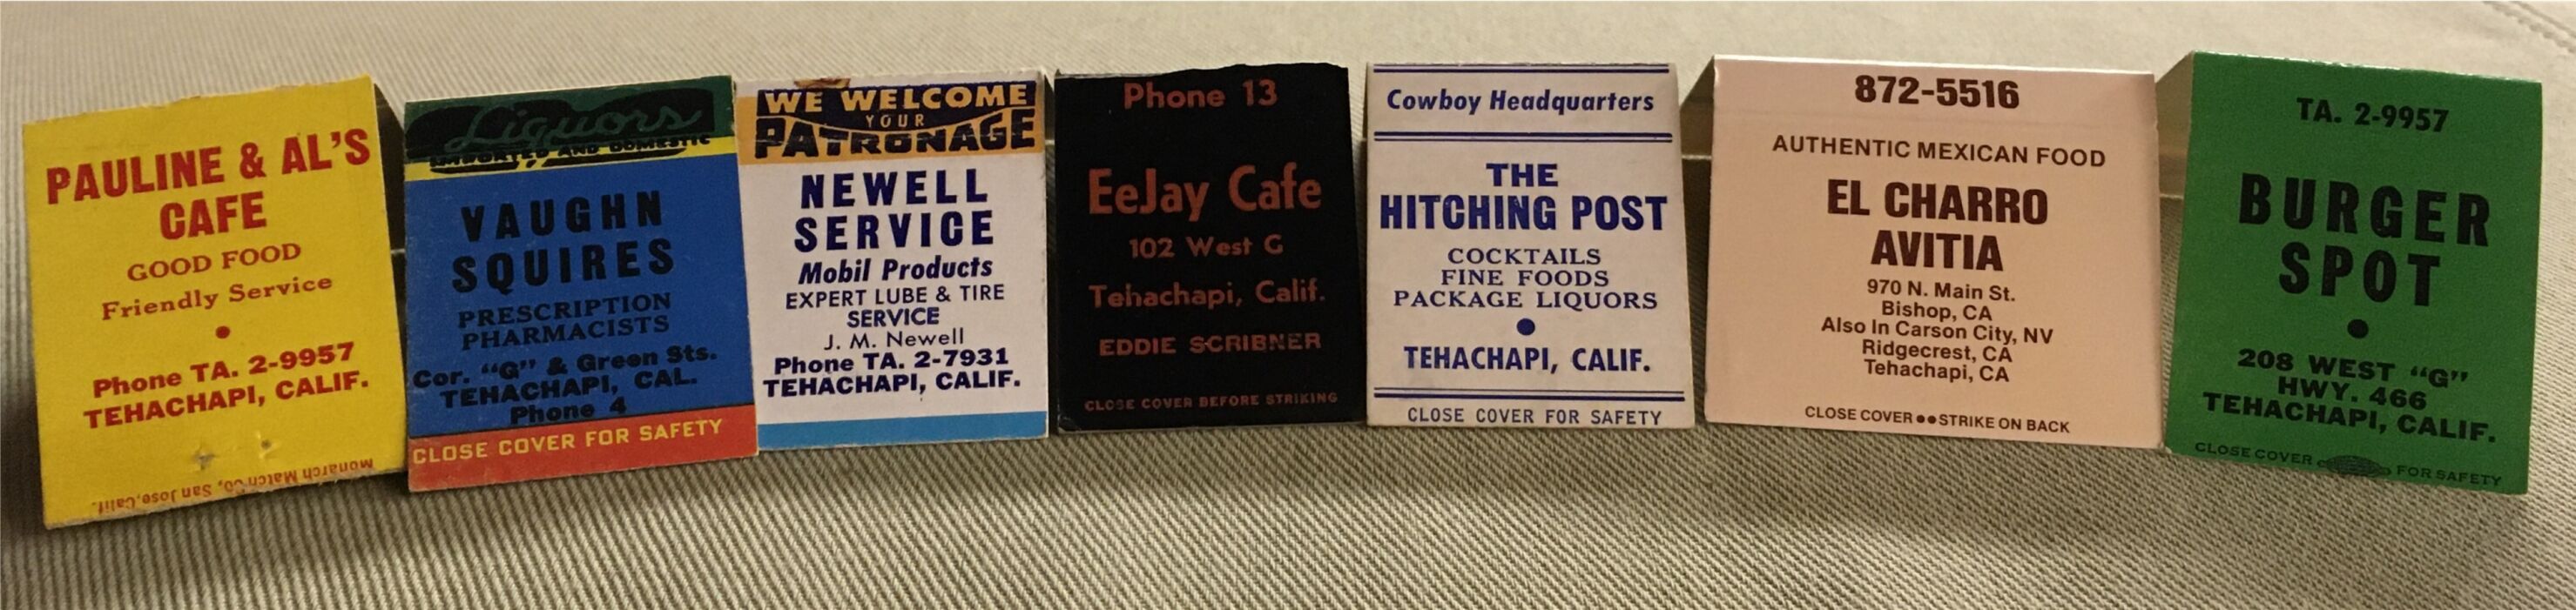 PAULINE & AL'S
CAFE
GOOD FOOD
Friendly Service
Phone TA. 2-9957
TEHACHAPI, CALIF.
Monarch Match Co, San Jose, Calif.
Liquors
IMPORTED AND DOMESTIC
VAUGHN
SQUIRES
PRESCRIPTION
PHARMACISTS
Cor. "G" & Green Sts.
TEHACHAPI, CAL.
Phone 4
CLOSE COVER FOR SAFETY
WE WELCOME
YOUR
PATRONAGE
NEWELL
SERVICE
Mobil Products
EXPERT LUBE & TIRE
SERVICE
J. M. Newell
Phone TA. 2-7931
TEHACHAPI, CALIF.
Phone 13
EeJay Cafe
102 West G
Tehachapi, Calif.
EDDIE SCRIBNER
CLOSE COVER BEFORE STRIKING
Cowboy Headquarters
THE
HITCHING POST
COCKTAILS
FINE FOODS
PACKAGE LIQUORS
TEHACHAPI, CALIF.
CLOSE COVER FOR SAFETY
872-5516
AUTHENTIC MEXICAN FOOD
EL CHARRO
AVITIA
970 N. Main St.
Bishop, CA
Also In Carson City, NV
Ridgecrest, CA
Tehachapi, CA
CLOSE COVER●●STRIKE ON BACK
TA. 2-9957
BURGER
SPOT
208 WEST "G"
HWY. 466
TEHACHAPI, CALIF.
CLOSE COVER FOR SAFETY